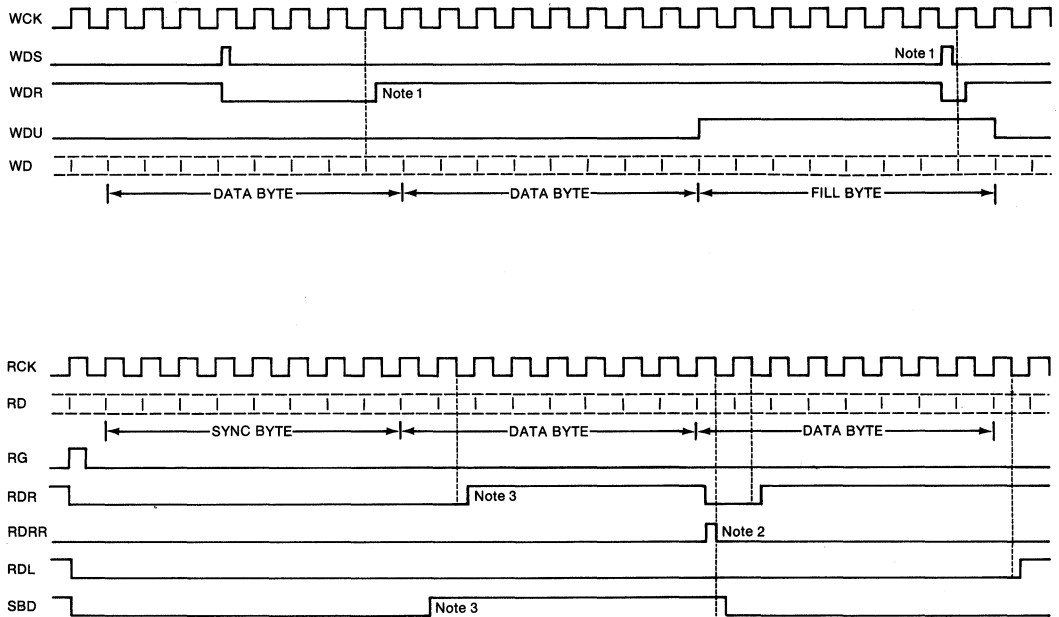 WCK
WDS
Note 1
WDR
Note 1
WDU
WD
DATA BYTE
DATA BYTE
FILL BYTE
RCK
RD
SYNC BYTE
DATA BYTE
DATA BYTE
RG
RDR
Note 3
RDRR
Note 2
RDL
SBD
Note 3